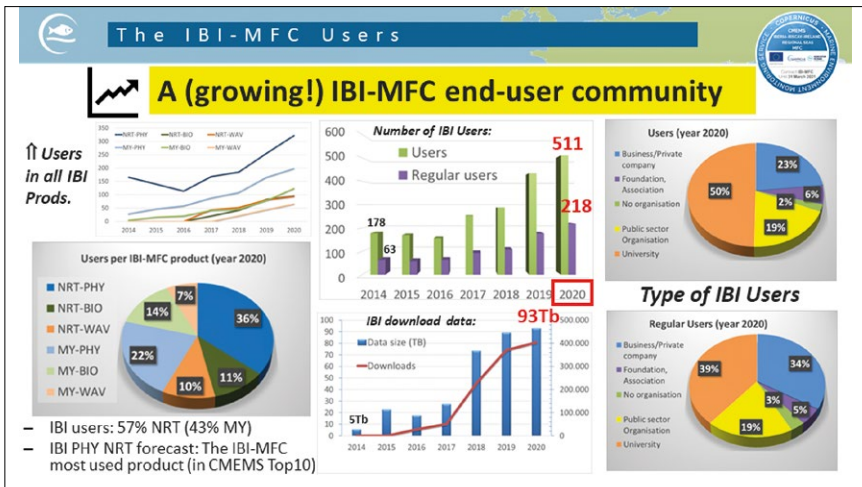 The IBI-MFC Users
COPERNICUS - MARINE ENVIRONMENT MONITORING SERVICE
CMEMS
A (growing!) IBI-MFC end-user community
⇑ Users
in all IBI
Prods.
NRT-PHY NRT-BIO NRT-WAV
MY-PHY MY-BIO MY-WAV
350
300
250
200
150
100
50
0
2014 2015 2016 2017 2018 2019 2020
Users per IBI-MFC product (year 2020)
NRT-PHY
NRT-BIO
NRT-WAV
MY-PHY
MY-BIO
MY-WAV
7%
14%
36%
22%
10%
11%
– IBI users: 57% NRT (43% MY)
– IBI PHY NRT forecast: The IBI-MFC
most used product (in CMEMS Top10)
Number of IBI Users:
Users
Regular users
600
500
400
300
200
100
0
178
63
511
218
2014 2015 2016 2017 2018 2019 2020
IBI download data:
93Tb
Data size (TB)
Downloads
5Tb
100
90
80
70
60
50
40
30
20
10
0
500.000
400.000
300.000
200.000
100.000
0
2014 2015 2016 2017 2018 2019 2020
Users (year 2020)
Business/Private
company
Foundation,
Association
No organisation
Public sector
Organisation
University
50%
23%
6%
2%
19%
Type of IBI Users
Regular Users (year 2020)
Business/Private
company
Foundation,
Association
No organisation
Public sector
Organisation
University
39%
34%
3%
5%
19%